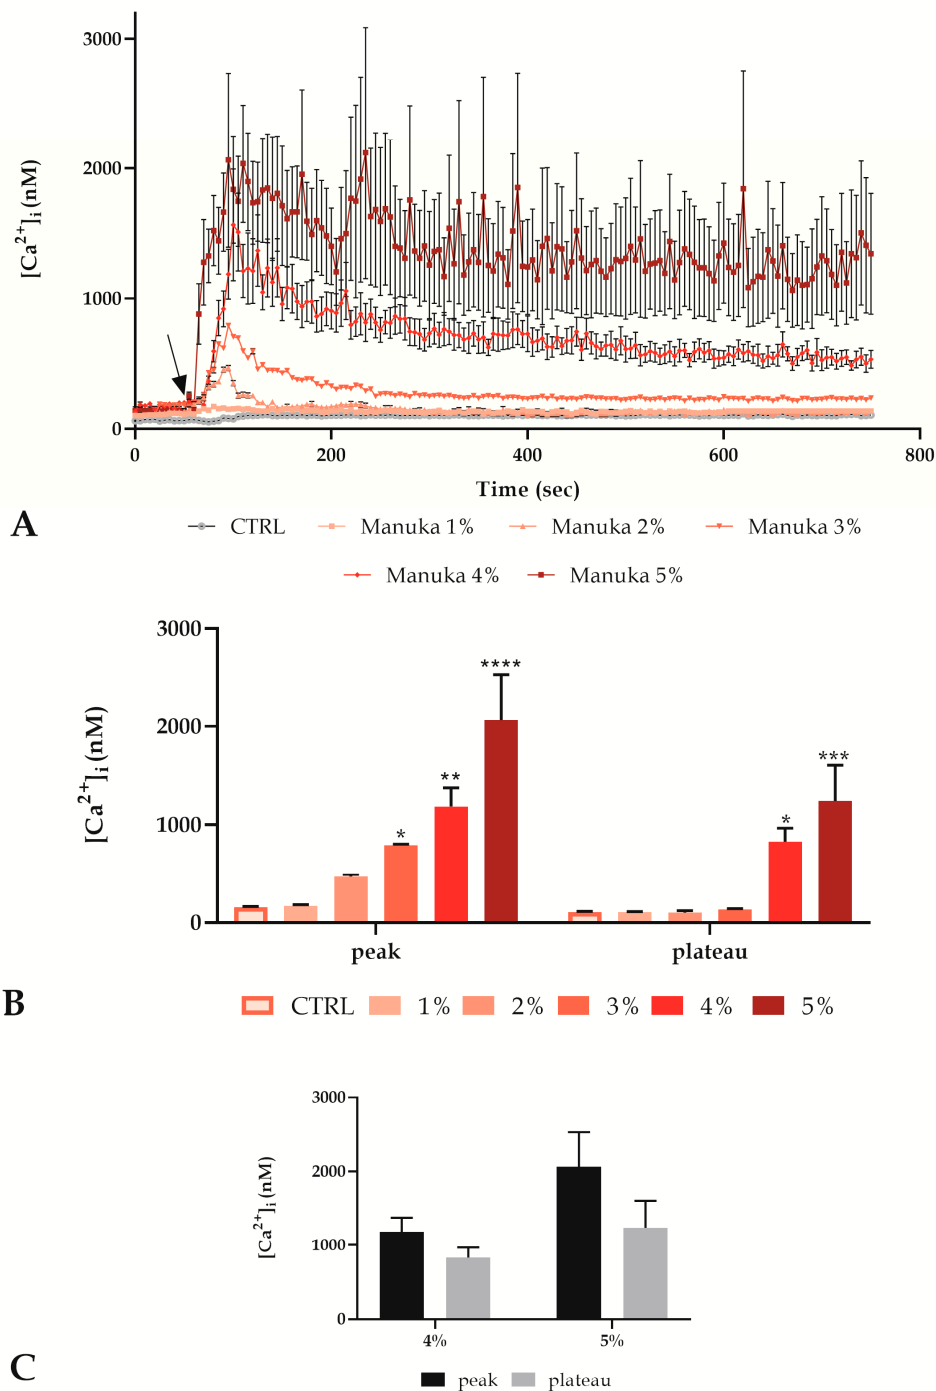 3000
2000
1000
0
[Ca2+]i (nM)
0 200 400 600 800
Time (sec)
A
CTRL Manuka 1% Manuka 2% Manuka 3%
Manuka 4% Manuka 5%
3000
2000
1000
0
[Ca2+]i (nM)
* ** **** * ***
peak plateau
B
CTRL 1% 2% 3% 4% 5%
3000
2000
1000
0
[Ca2+]i (nM)
4% 5%
C
peak plateau